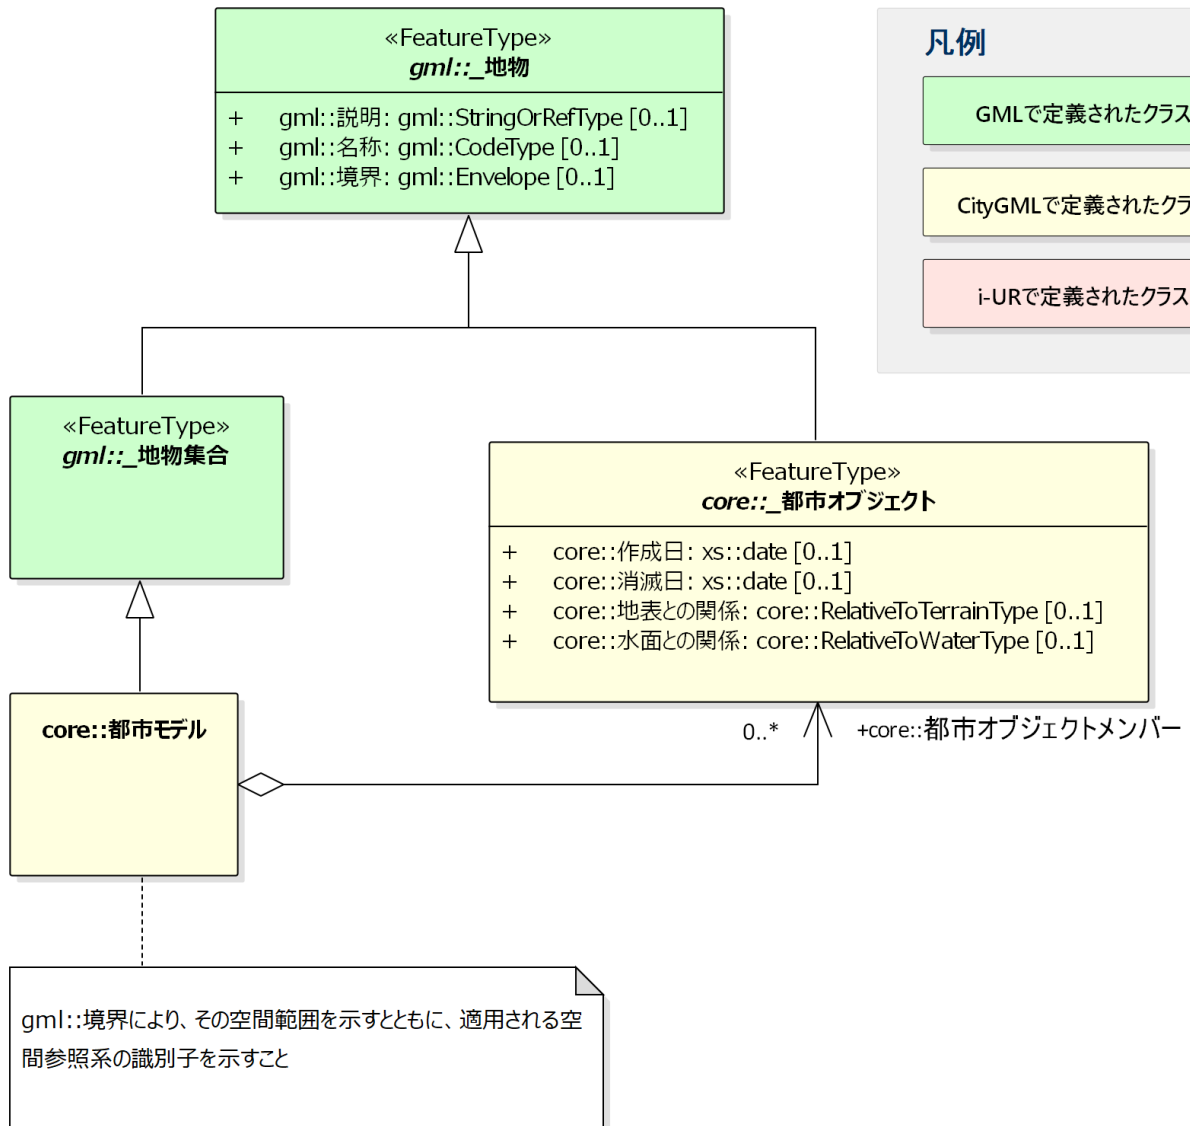 «FeatureType»
gml::_地物
+ gml::説明: gml::StringOrRefType [0..1]
+ gml::名称: gml::CodeType [0..1]
+ gml::境界: gml::Envelope [0..1]
凡例
GMLで定義されたクラス
CityGMLで定義されたクラ
i-URで定義されたクラス
«FeatureType»
gml::_地物集合
«FeatureType»
core::_都市オブジェクト
+ core::作成日: xs::date [0..1]
+ core::消滅日: xs::date [0..1]
+ core::地表との関係: core::RelativeToTerrainType [0..1]
+ core::水面との関係: core::RelativeToWaterType [0..1]
core::都市モデル
0..* +core::都市オブジェクトメンバー
gml::境界により、その空間範囲を示すとともに、適用される空
間参照系の識別子を示すこと